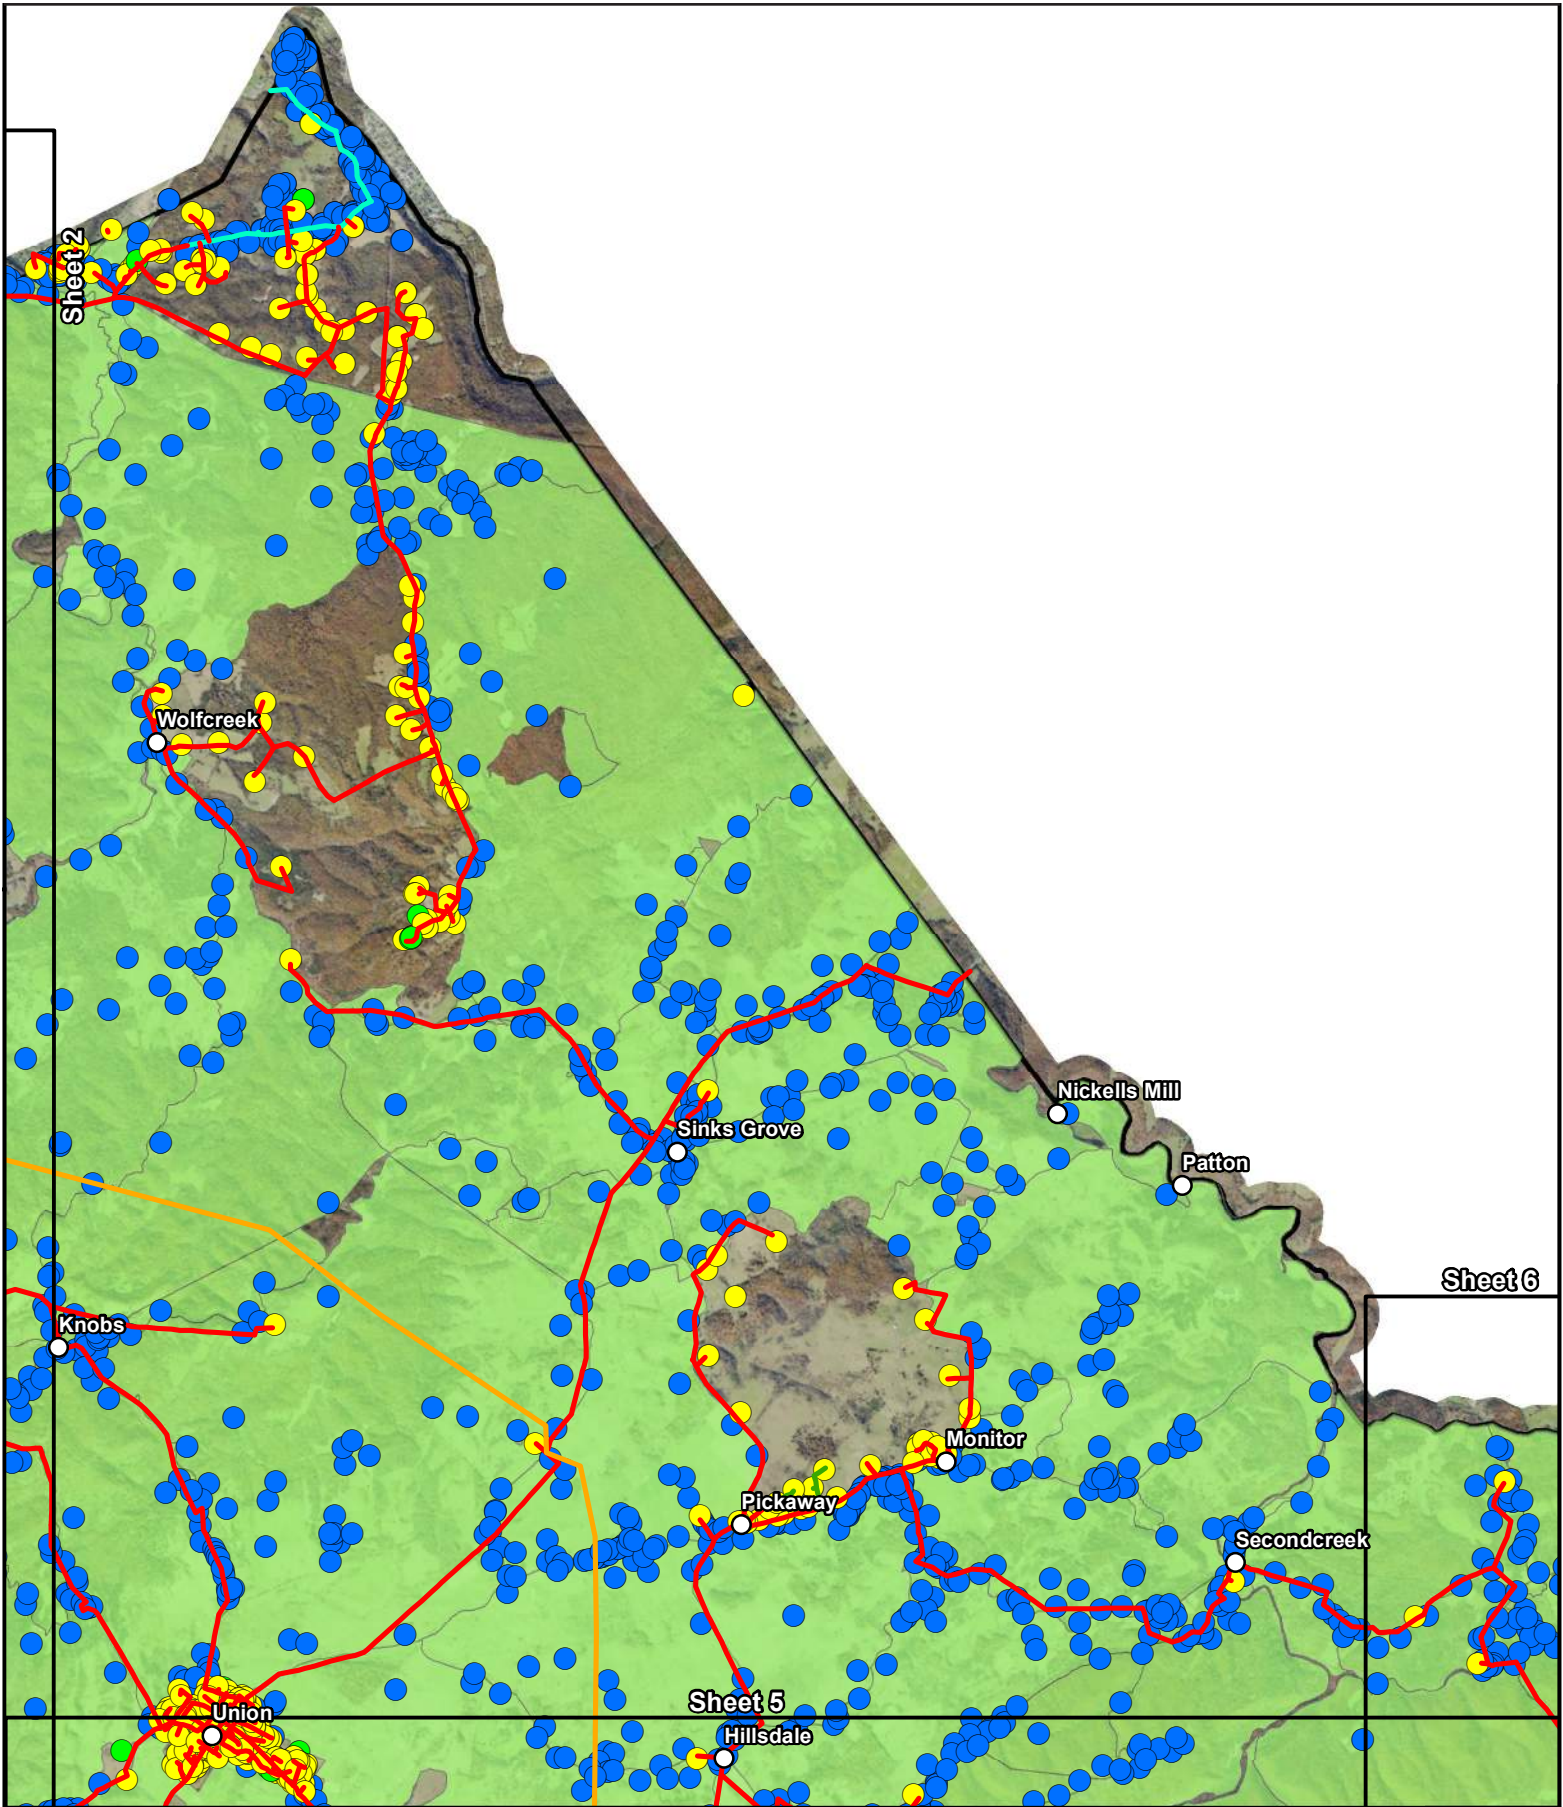 Sheet 2
Wolfcreek
Nickells Mill
Sinks Grove
Patton
Sheet 6
Knobs
Monitor
Pickaway
Secondcreek
Sheet 5
Union
Hillsdale